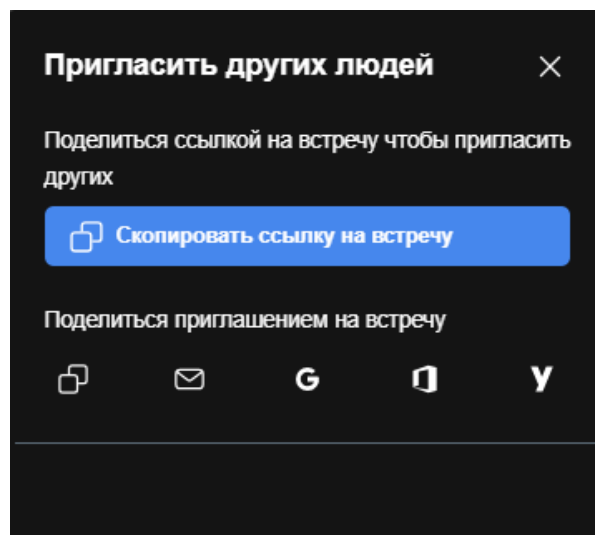 Пригласить других людей
Поделиться ссылкой на встречу чтобы пригласить
других
Скопировать ссылку на встречу
Поделиться приглашением на встречу